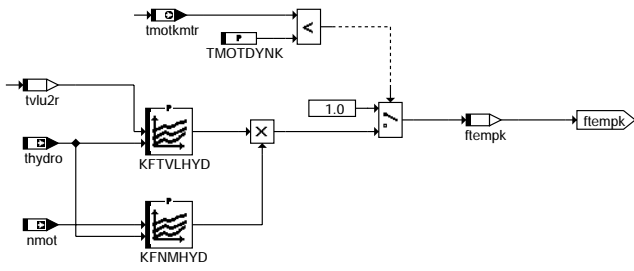 tmotkmtr
<
P
TMOTDYNK
tvlu2r
P
1.0
ftempk
ftempk
thydro
KFTVLHYD
P
nmot
KFNMHYD